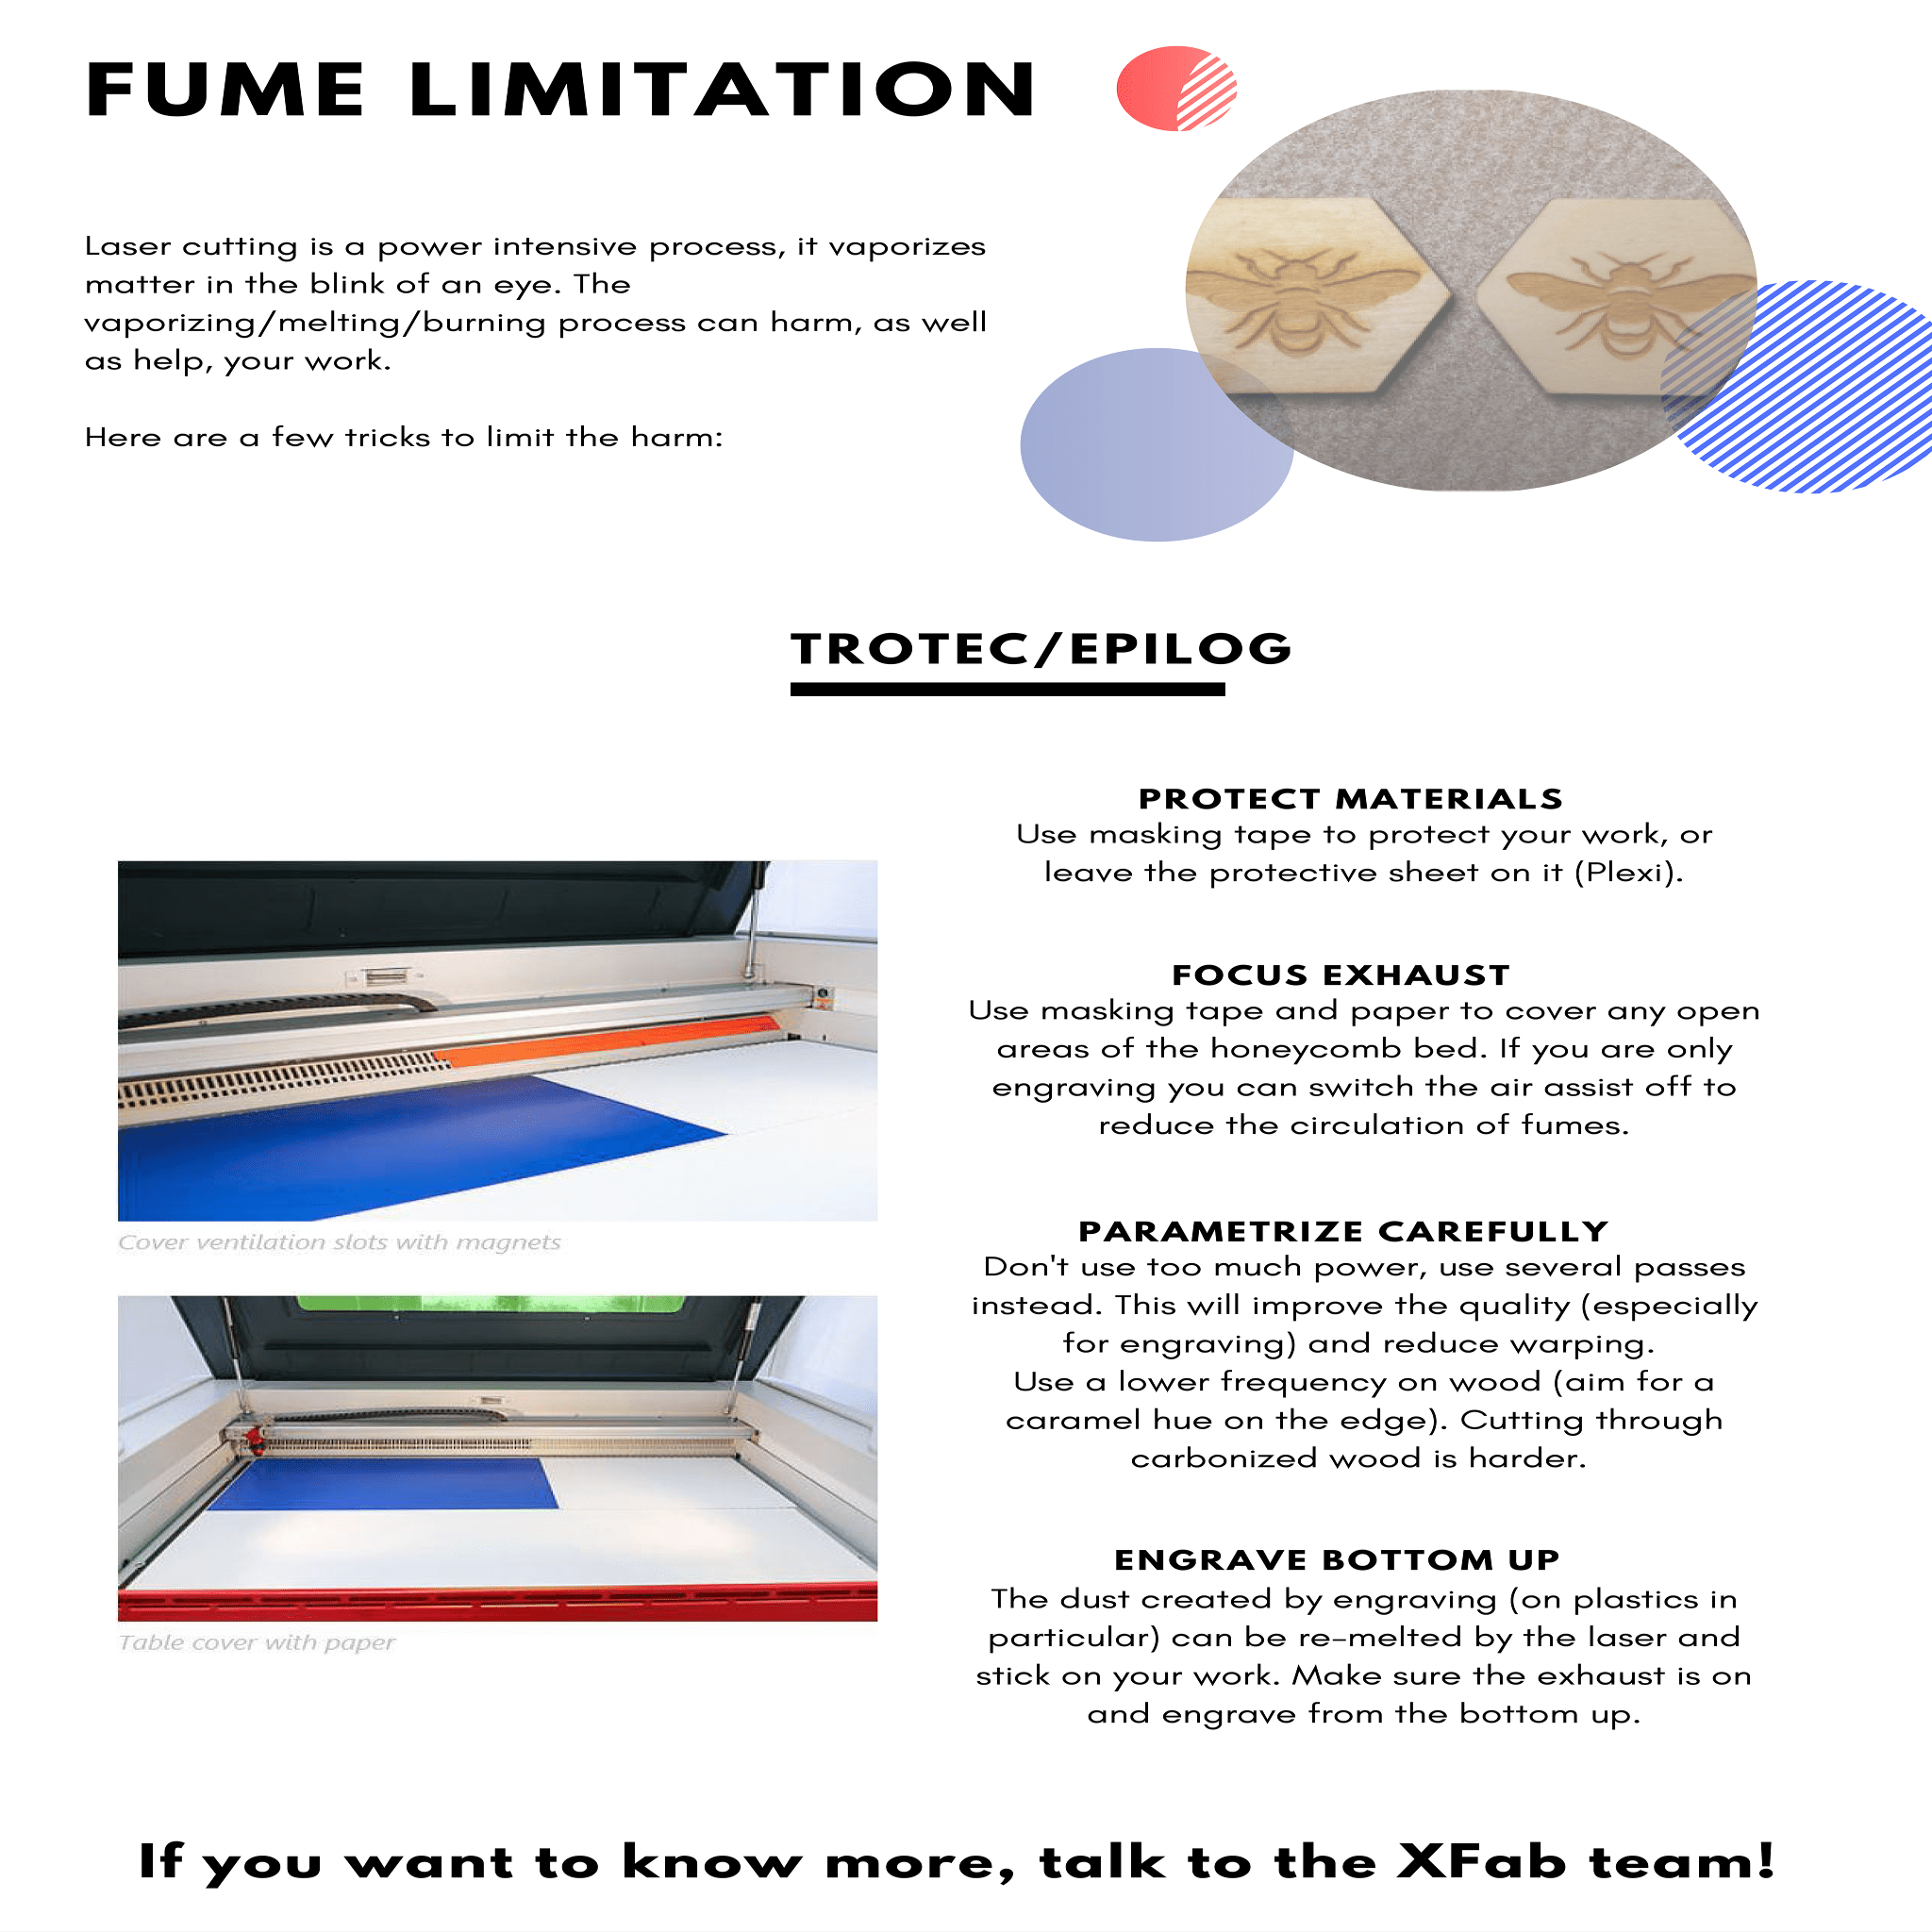 FUME LIMITATION
Laser cutting is a power intensive process, it vaporizes
matter in the blink of an eye. The
vaporizing/melting/burning process can harm, as well
as help, your work.
Here are a few tricks to limit the harm:
TROTEC/EPILOG
Cover ventilation slots with magnets
Table cover with paper
PROTECT MATERIALS
Use masking tape to protect your work, or
leave the protective sheet on it (Plexi).
FOCUS EXHAUST
Use masking tape and paper to cover any open
areas of the honeycomb bed. If you are only
engraving you can switch the air assist off to
reduce the circulation of fumes.
PARAMETRIZE CAREFULLY
Don't use too much power, use several passes
instead. This will improve the quality (especially
for engraving) and reduce warping.
Use a lower frequency on wood (aim for a
caramel hue on the edge). Cutting through
carbonized wood is harder.
ENGRAVE BOTTOM UP
The dust created by engraving (on plastics in
particular) can be re-melted by the laser and
stick on your work. Make sure the exhaust is on
and engrave from the bottom up.
If you want to know more, talk to the XFab team!